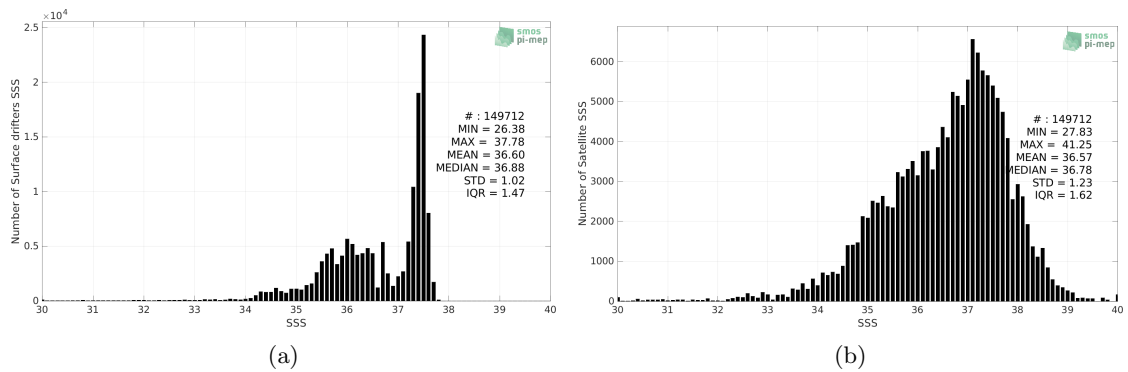 ×10⁴
2.5
2
1.5
1
0.5
0
Number of Surface drifters SSS
30 31 32 33 34 35 36 37 38 39 40
SSS
smos
pi-mep
# : 149712
MIN = 26.38
MAX = 37.78
MEAN = 36.60
MEDIAN = 36.88
STD = 1.02
IQR = 1.47
(a)
6000
5000
4000
3000
2000
1000
0
Number of Satellite SSS
30 31 32 33 34 35 36 37 38 39 40
SSS
smos
pi-mep
# : 149712
MIN = 27.83
MAX = 41.25
MEAN = 36.57
MEDIAN = 36.78
STD = 1.23
IQR = 1.62
(b)